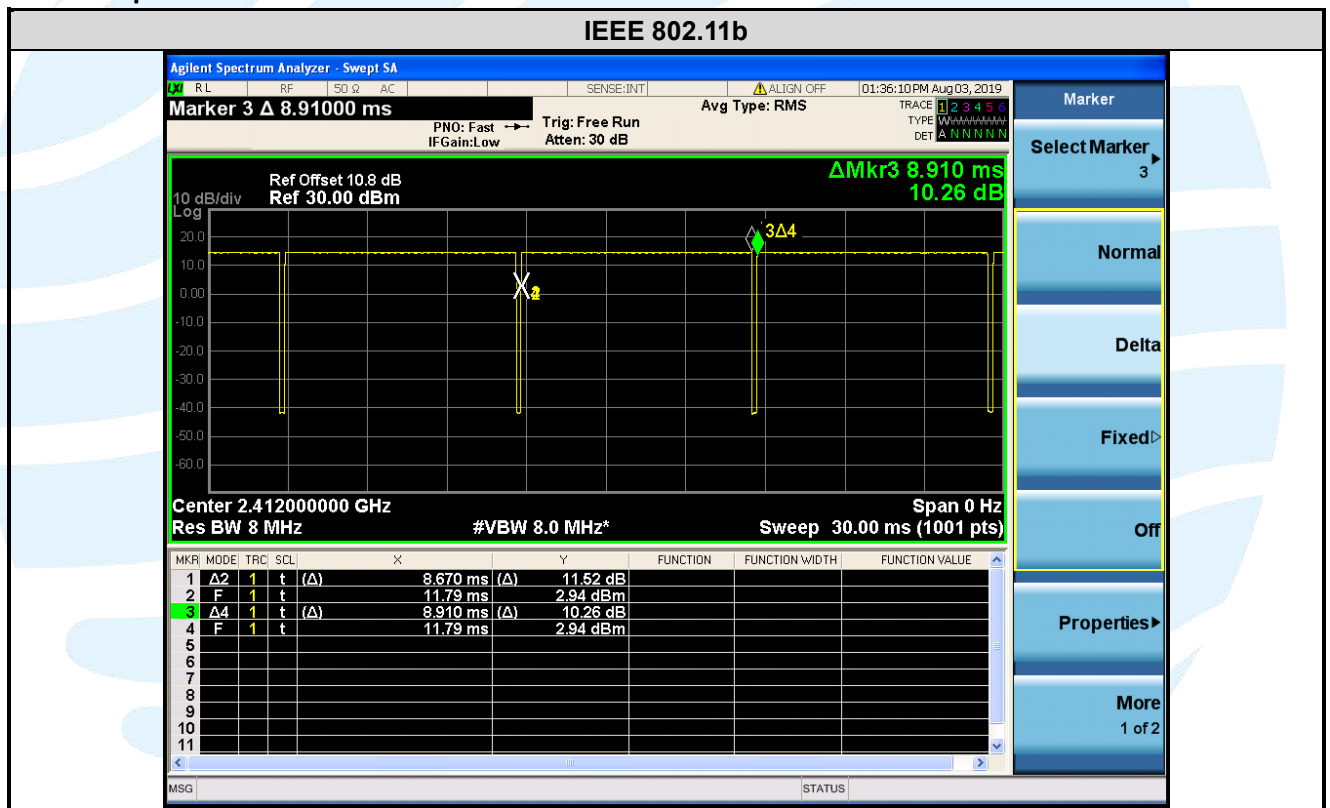 IEEE 802.11b
Agilent Spectrum Analyzer - Swept SA
LXI RL RF 50 Ω AC SENSE:INT ALIGN OFF 01:36:10 PM Aug 03, 2019
Marker 3 Δ 8.91000 ms
PNO: Fast
IFGain:Low
Trig: Free Run
Atten: 30 dB
Avg Type: RMS
TRACE 1 2 3 4 5 6
TYPE W
DET A N N N N N
ΔMkr3 8.910 ms
10.26 dB
10 dB/div
Log
Ref Offset 10.8 dB
Ref 30.00 dBm
20.0
10.0
0.00
-10.0
-20.0
-30.0
-40.0
-50.0
-60.0
3Δ4
2
Center 2.412000000 GHz
Span 0 Hz
Res BW 8 MHz
#VBW 8.0 MHz*
Sweep 30.00 ms (1001 pts)
MKR MODE TRC SCL X Y FUNCTION FUNCTION WIDTH FUNCTION VALUE
1 Δ2 1 t (Δ) 8.670 ms (Δ) 11.52 dB
2 F 1 t 11.79 ms 2.94 dBm
3 Δ4 1 t (Δ) 8.910 ms (Δ) 10.26 dB
4 F 1 t 11.79 ms 2.94 dBm
5
6
7
8
9
10
11
MSG
STATUS
Marker
Select Marker
3
Normal
Delta
Fixed
Off
Properties
More
1 of 2